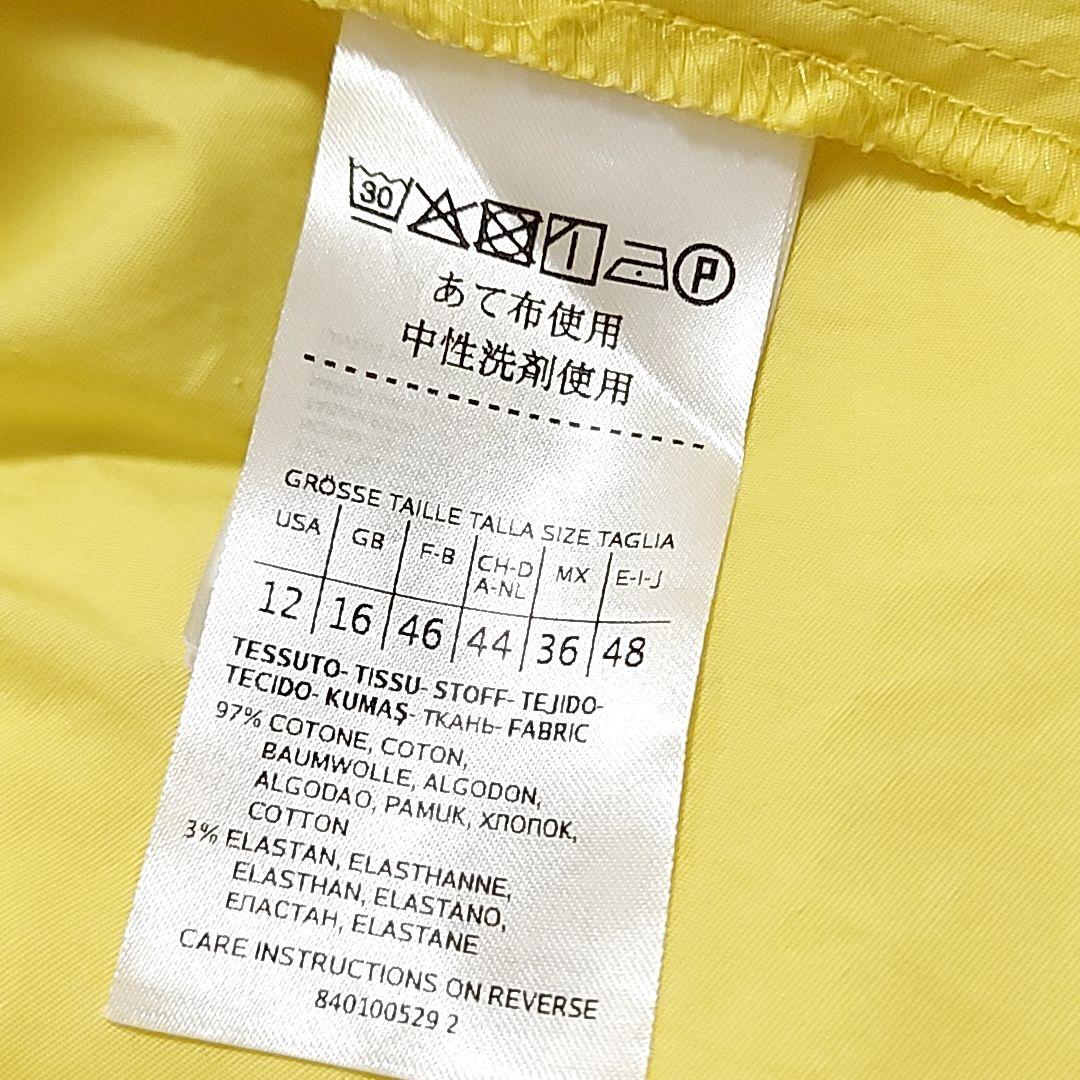 30
P
あて布使用
中性洗剤使用
GRÖSSE TAILLE TALLA SIZE TAGLIA
USA GB F-B CH-D A-NL MX E-I-J
12 16 46 44 36 48
TESSUTO- TISSU- STOFF- TEJIDO-
TECIDO- KUMAŞ- ТКАНЬ- FABRIC
97% COTONE, COTON,
BAUMWOLLE, ALGODON,
ALGODAO, PAMUK, ХЛОПОК,
COTTON
3% ELASTAN, ELASTHANNE,
ELASTHAN, ELASTANO,
ЕЛАСТАН, ELASTANE
CARE INSTRUCTIONS ON REVERSE
840100529 2